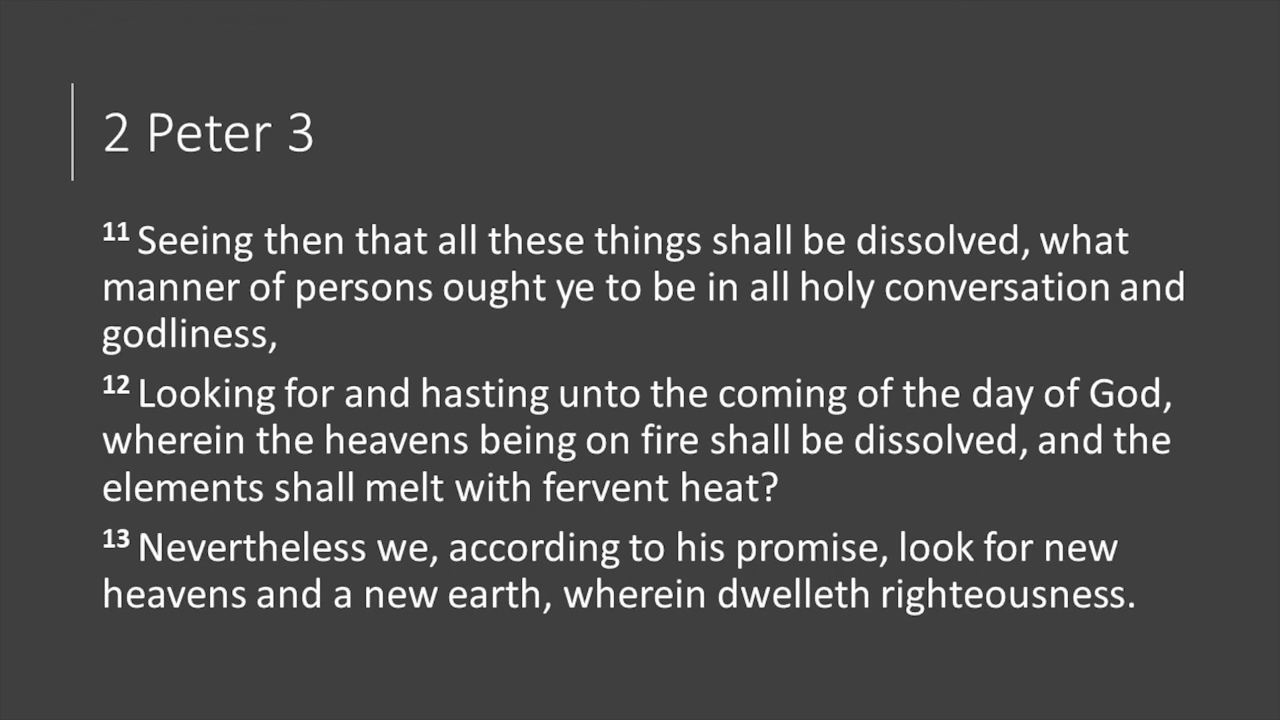 2 Peter 3
11 Seeing then that all these things shall be dissolved, what
manner of persons ought ye to be in all holy conversation and
godliness,
12 Looking for and hasting unto the coming of the day of God,
wherein the heavens being on fire shall be dissolved, and the
elements shall melt with fervent heat?
13 Nevertheless we, according to his promise, look for new
heavens and a new earth, wherein dwelleth righteousness.